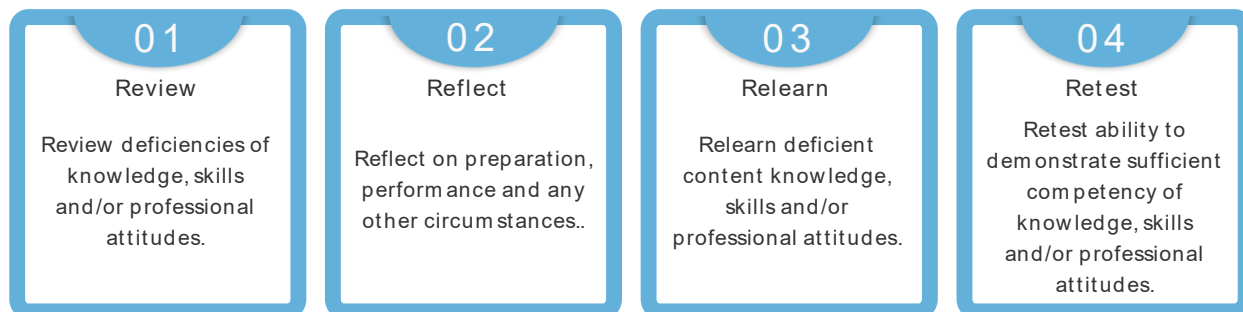 01
Review
Review deficiencies of
knowledge, skills
and/or professional
attitudes.
02
Reflect
Reflect on preparation,
performance and any
other circumstances..
03
Relearn
Relearn deficient
content knowledge,
skills and/or
professional attitudes.
04
Retest
Retest ability to
demonstrate sufficient
competency of
knowledge, skills
and/or professional
attitudes.